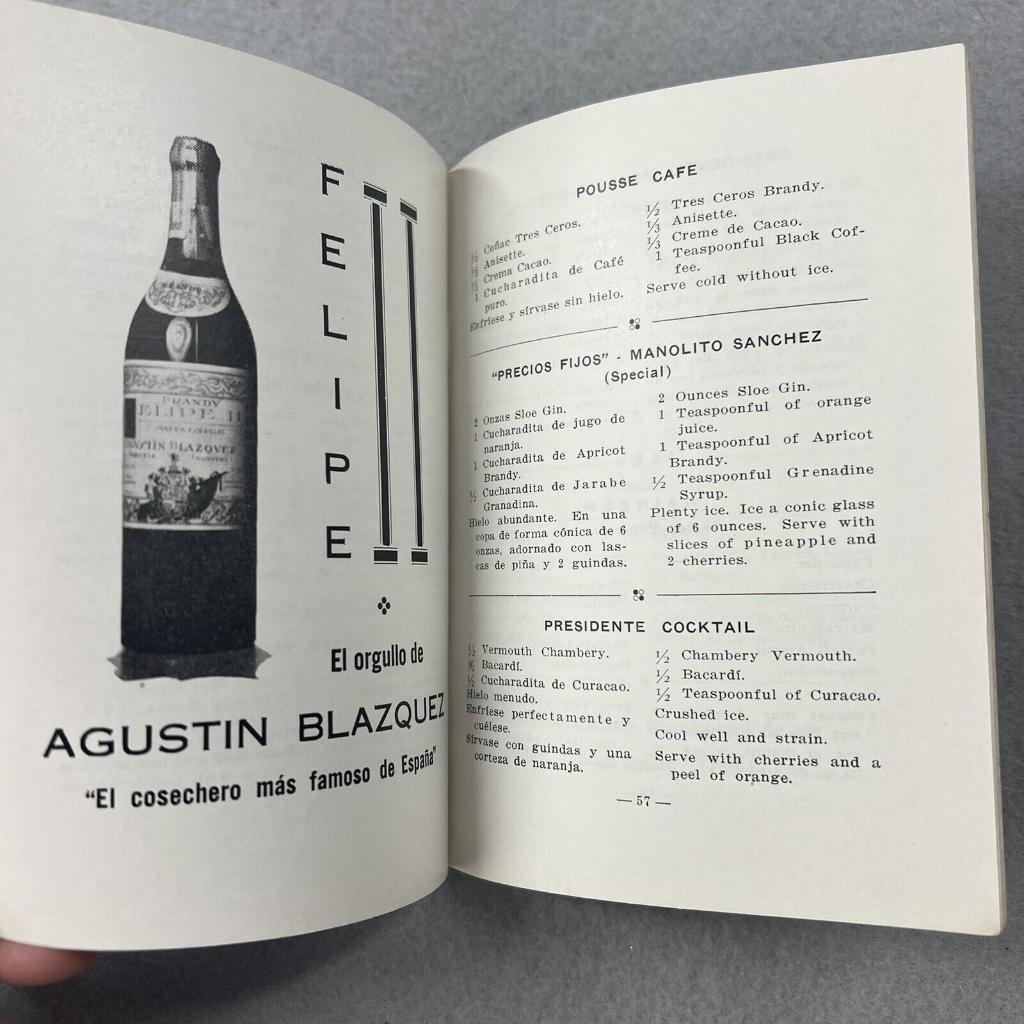 FELIPE II
El orgullo de
AGUSTIN BLAZQUEZ
"El cosechero más famoso de España"
BRANDY
BRANDY
ELIPE II
AGUSTIN BLAZQUEZ
POUSSE CAFE
Coñac Tres Ceros.
Anisette.
Crema Cacao.
1 Cucharadita de Café
puro.
Enfríese y sírvase sin hielo.
½ Tres Ceros Brandy.
⅓ Anisette.
⅓ Creme de Cacao.
1 Teaspoonful Black Cof-
fee.
Serve cold without ice.
"PRECIOS FIJOS" - MANOLITO SANCHEZ
(Special)
2 Onzas Sloe Gin.
1 Cucharadita de jugo de
naranja.
1 Cucharadita de Apricot
Brandy.
½ Cucharadita de Jarabe
Granadina.
Hielo abundante. En una
copa de forma cónica de 6
onzas, adornado con las-
cas de piña y 2 guindas.
2 Ounces Sloe Gin.
1 Teaspoonful of orange
juice.
1 Teaspoonful of Apricot
Brandy.
½ Teaspoonful Grenadine
Syrup.
Plenty ice. Ice a conic glass
of 6 ounces. Serve with
slices of pineapple and
2 cherries.
PRESIDENTE COCKTAIL
½ Vermouth Chambery.
½ Bacardí.
½ Cucharadita de Curacao.
Hielo menudo.
Enfríese perfectamente y
cuélese.
Sírvase con guindas y una
corteza de naranja.
½ Chambery Vermouth.
½ Bacardí.
½ Teaspoonful of Curacao.
Crushed ice.
Cool well and strain.
Serve with cherries and a
peel of orange.
— 57 —